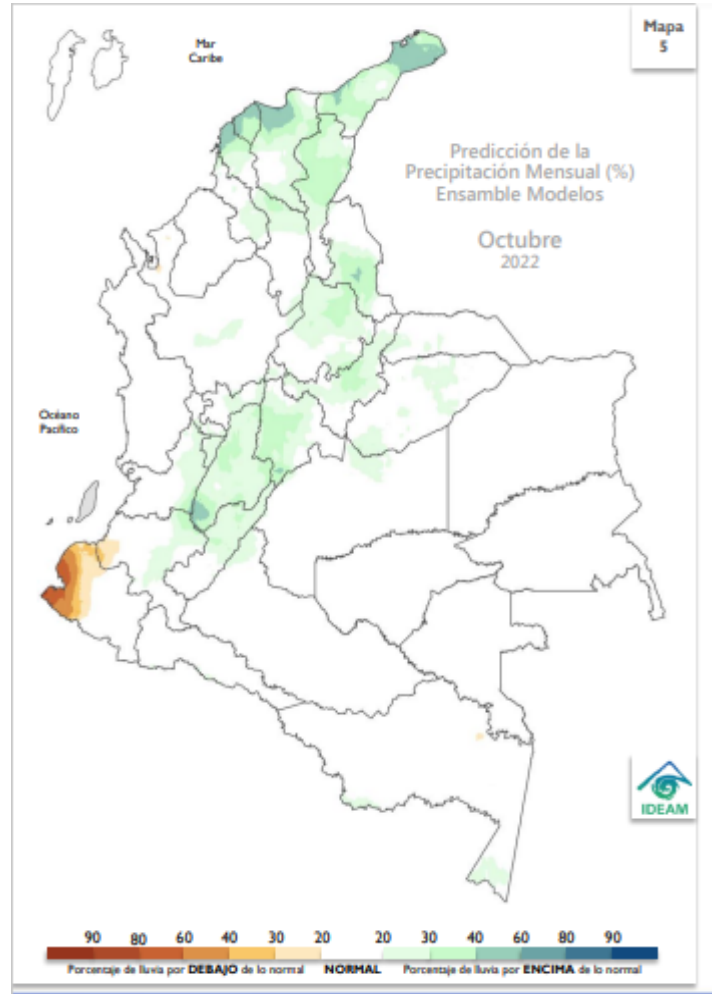 Mapa
5
Mar
Caribe
Predicción de la
Precipitación Mensual (%)
Ensamble Modelos
Octubre
2022
Océano
Pacífico
IDEAM
90 80 60 40 30 20 20 30 40 60 80 90
Porcentaje de lluvia por DEBAJO de lo normal NORMAL Porcentaje de lluvia por ENCIMA de lo normal